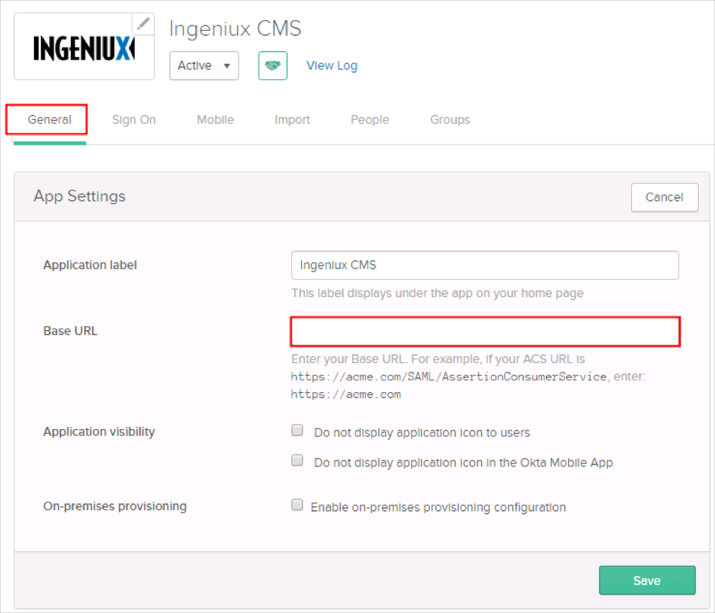 INGENIUX
Ingeniux CMS
Active
View Log
General Sign On Mobile Import People Groups
App Settings
Cancel
Application label
Ingeniux CMS
This label displays under the app on your home page
Base URL
Enter your Base URL. For example, if your ACS URL is
https://acme.com/SAML/AssertionConsumerService, enter:
https://acme.com
Application visibility
Do not display application icon to users
Do not display application icon in the Okta Mobile App
On-premises provisioning
Enable on-premises provisioning configuration
Save